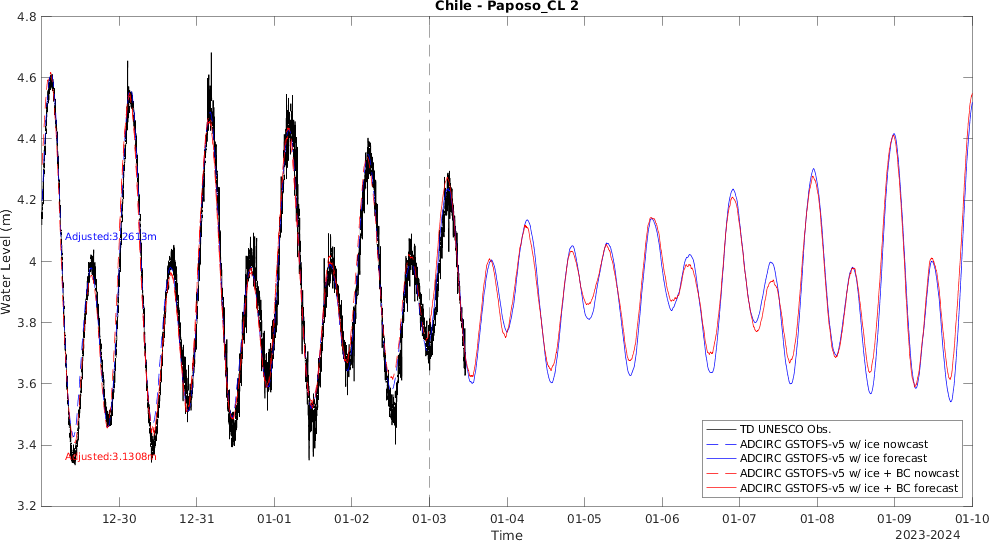 Chile - Paposo_CL 2
4.8
4.6
4.4
4.2
4
3.8
3.6
3.4
3.2
Water Level (m)
Adjusted:3.2613m
Adjusted:3.1308m
TD UNESCO Obs.
ADCIRC GSTOFS-v5 w/ ice nowcast
ADCIRC GSTOFS-v5 w/ ice forecast
ADCIRC GSTOFS-v5 w/ ice + BC nowcast
ADCIRC GSTOFS-v5 w/ ice + BC forecast
12-30 12-31 01-01 01-02 01-03 01-04 01-05 01-06 01-07 01-08 01-09 01-10
Time
2023-2024